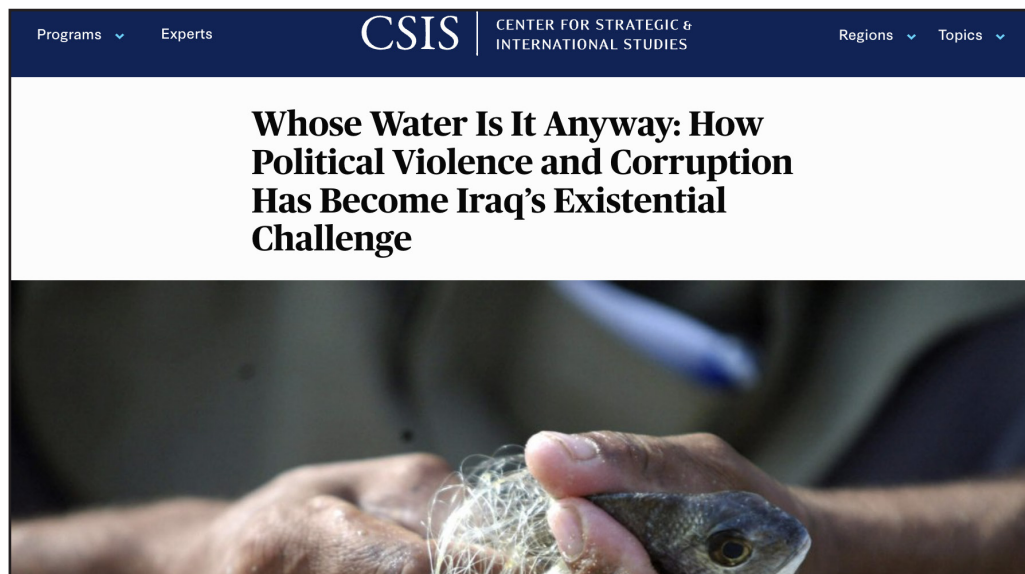 Programs
Experts
CSIS
CENTER FOR STRATEGIC &
INTERNATIONAL STUDIES
Regions
Topics
Whose Water Is It Anyway: How
Political Violence and Corruption
Has Become Iraq’s Existential
Challenge